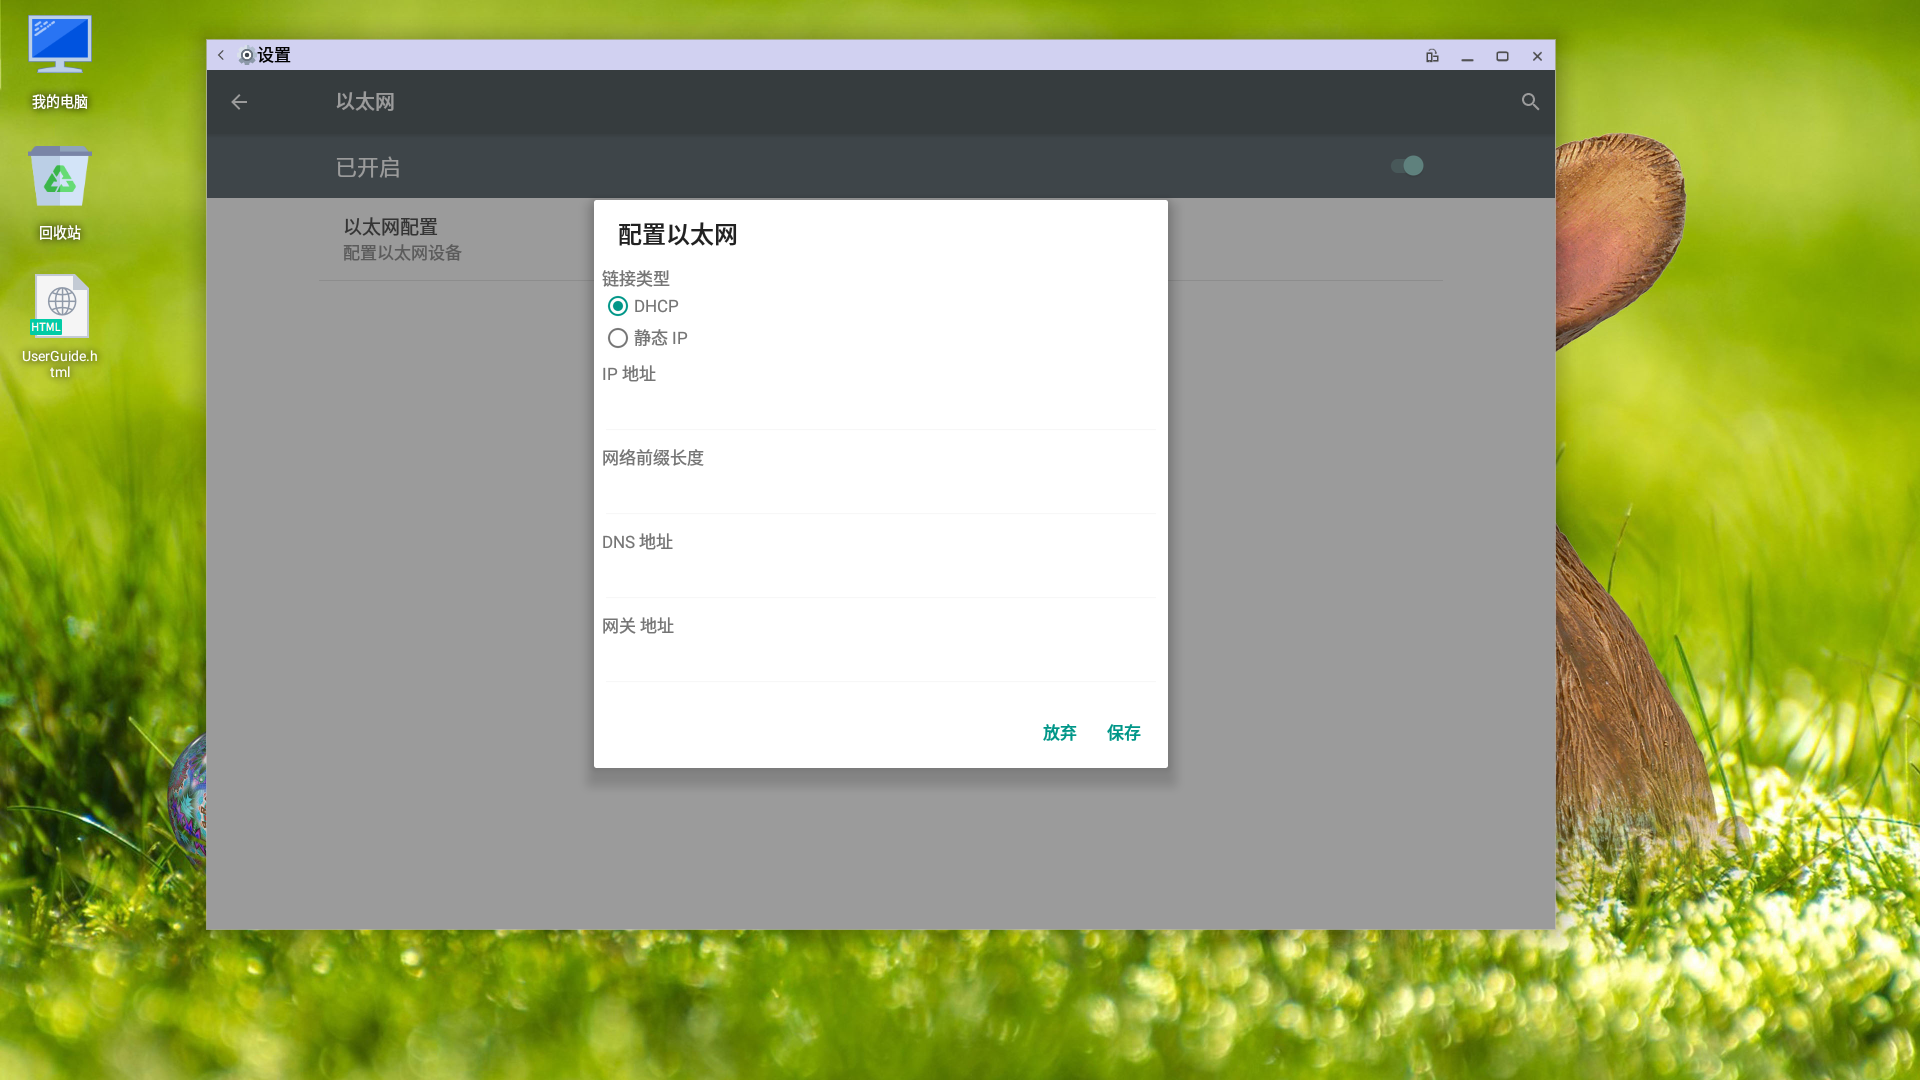 我的电脑
回收站
HTML
UserGuide.h
tml
设置
以太网
已开启
以太网配置
配置以太网设备
配置以太网
链接类型
DHCP
静态 IP
IP 地址
网络前缀长度
DNS 地址
网关 地址
放弃 保存